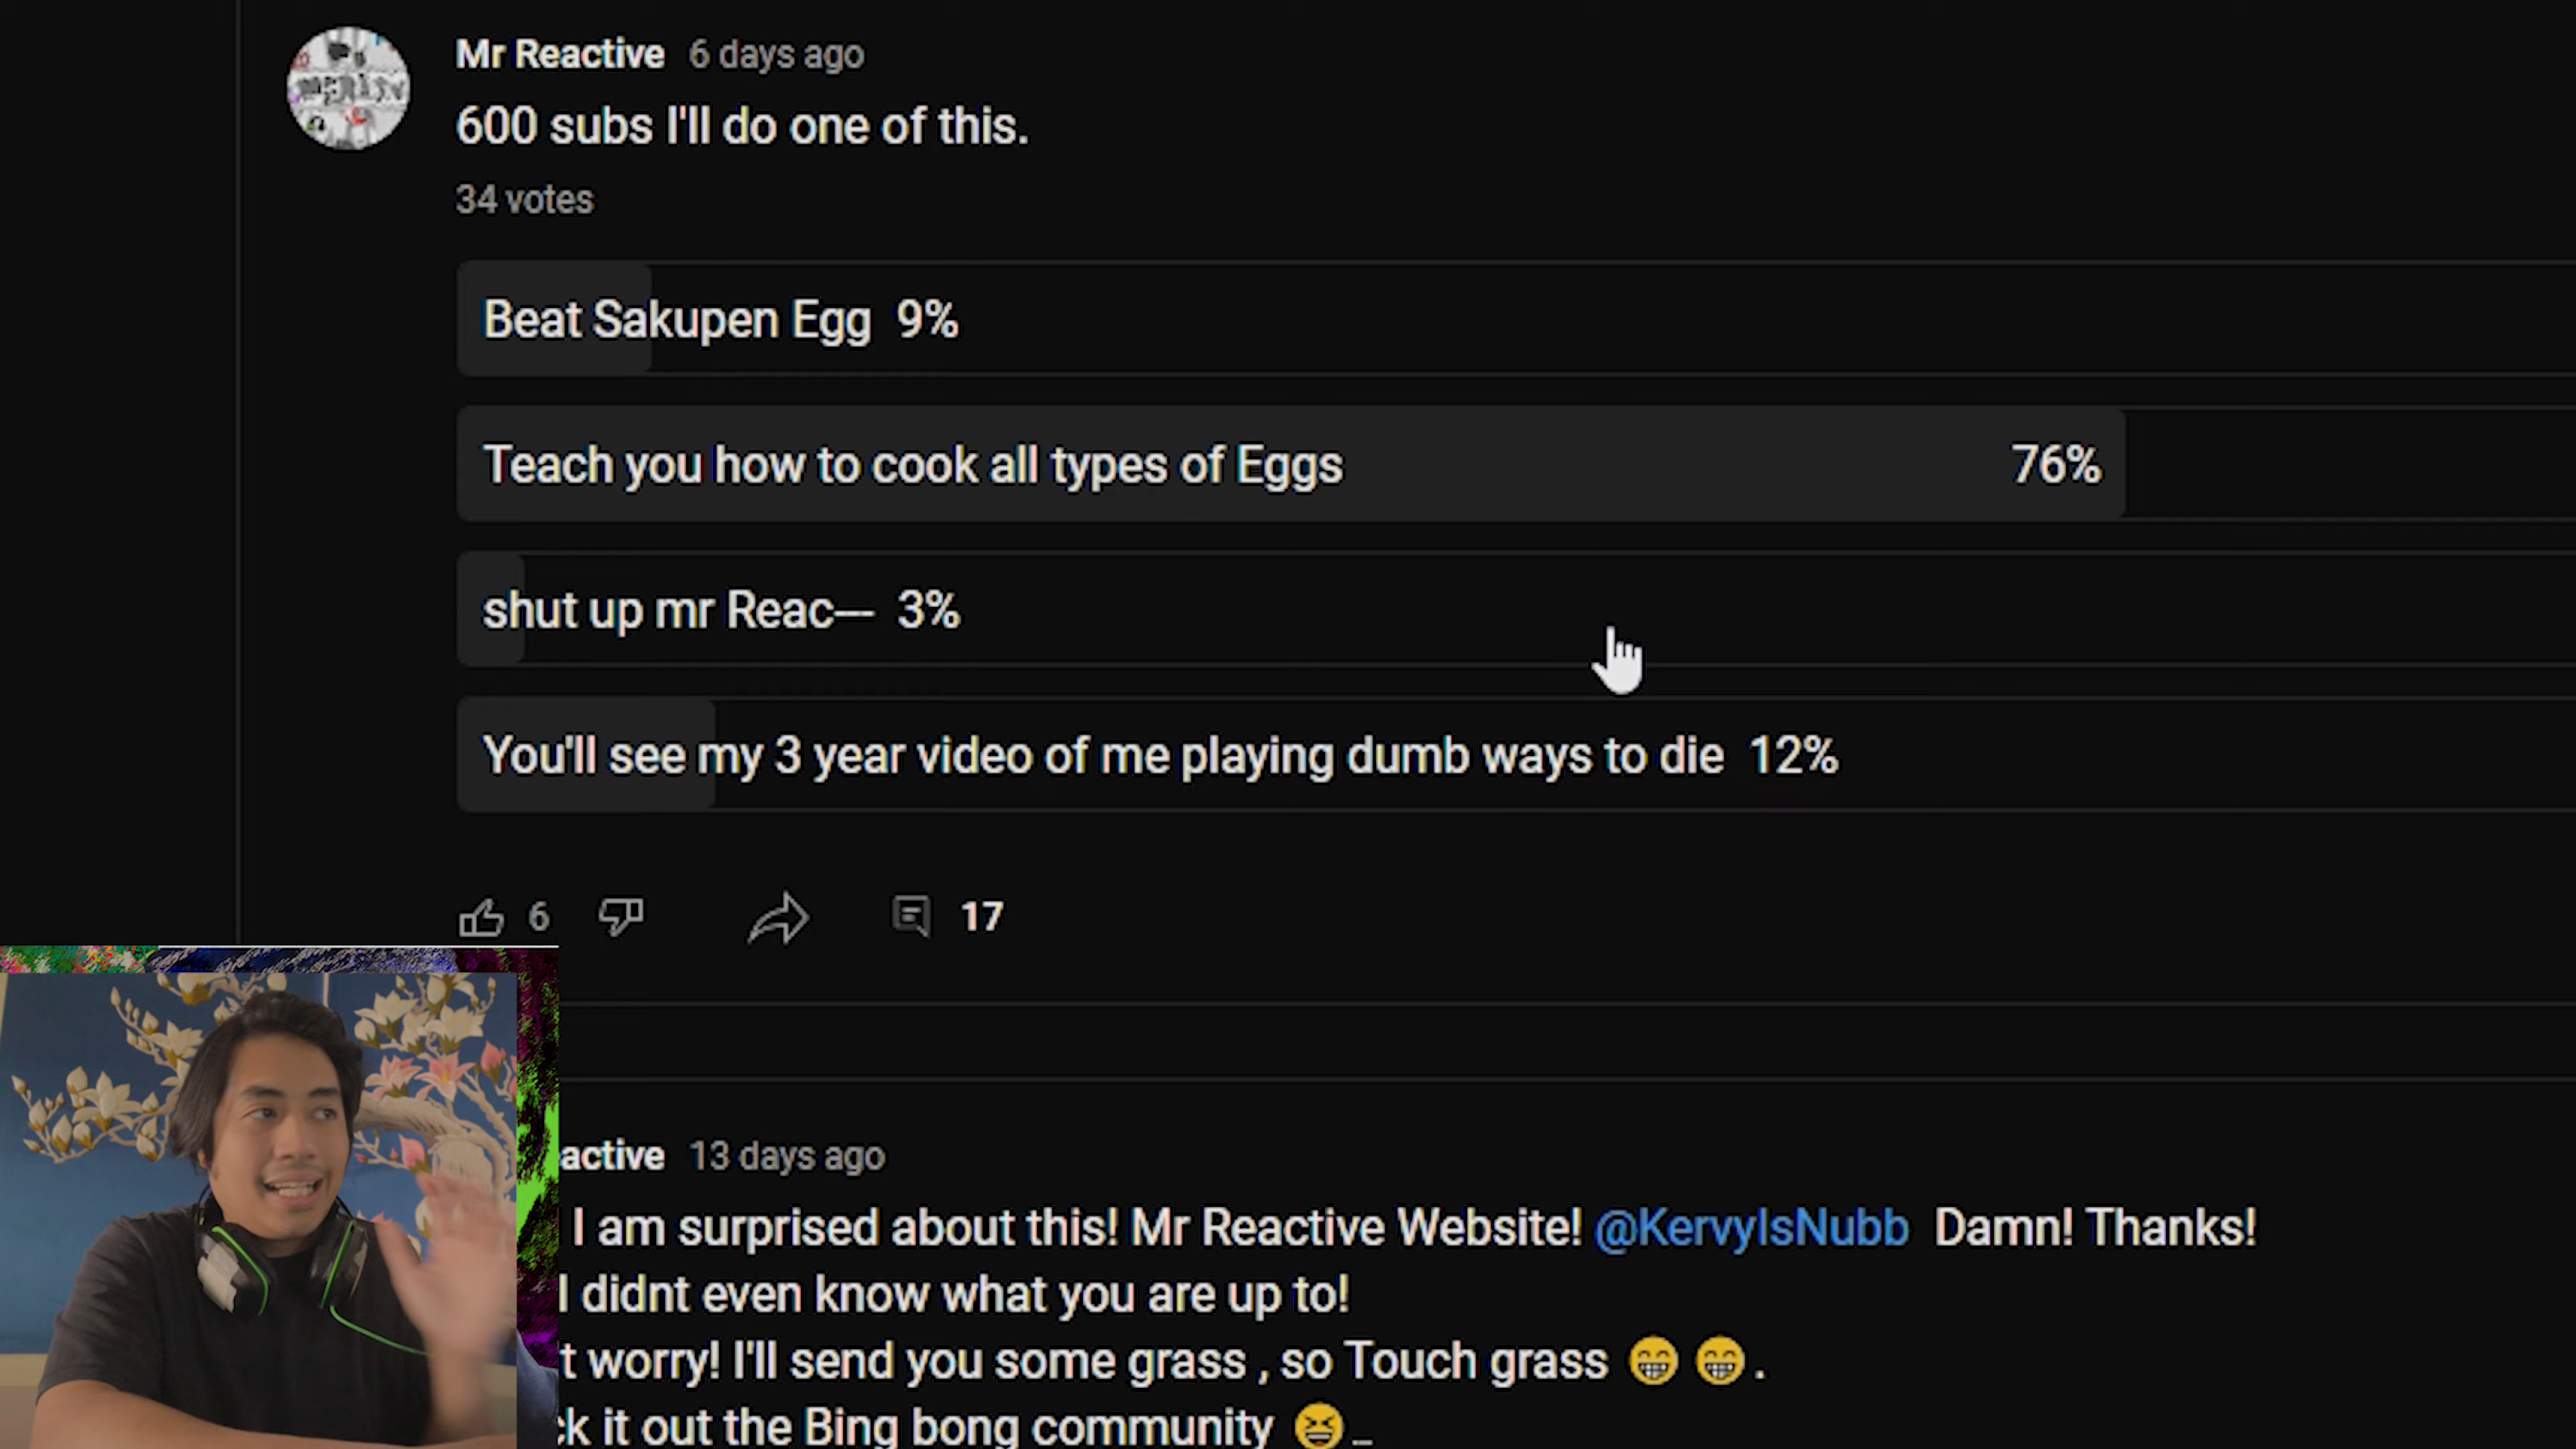 Mr Reactive 6 days ago
600 subs I'll do one of this.
34 votes
Beat Sakupen Egg 9%
Teach you how to cook all types of Eggs 76%
shut up mr Reac--- 3%
You'll see my 3 year video of me playing dumb ways to die 12%
6 17
active 13 days ago
I am surprised about this! Mr Reactive Website! @KervyIsNubb Damn! Thanks!
I didnt even know what you are up to!
t worry! I'll send you some grass , so Touch grass 😁 😁 .
ck it out the Bing bong community 😆 ...